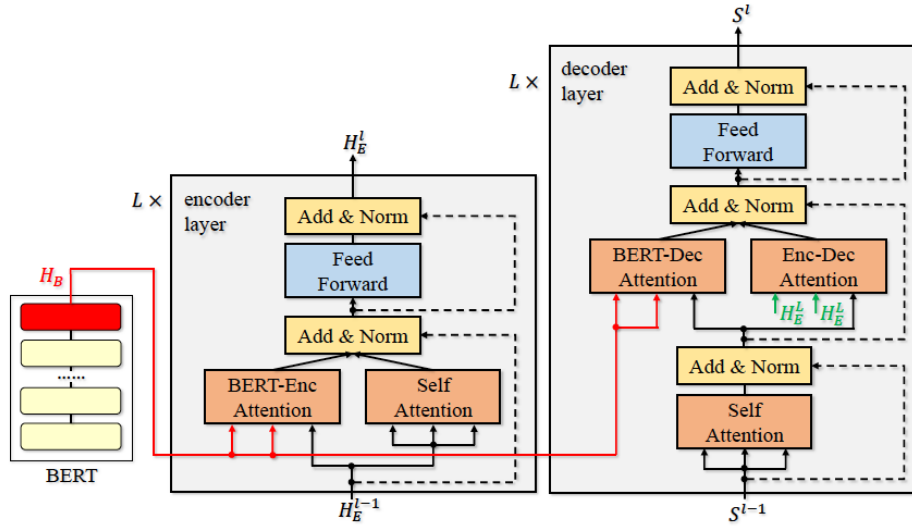 S^l
L ×
decoder
layer
Add & Norm
Feed
Forward
Add & Norm
BERT-Dec
Attention
Enc-Dec
Attention
H_E^L
H_E^L
Add & Norm
Self
Attention
S^{l-1}
H_E^l
L ×
encoder
layer
Add & Norm
Feed
Forward
Add & Norm
BERT-Enc
Attention
Self
Attention
H_E^{l-1}
H_B
......
BERT